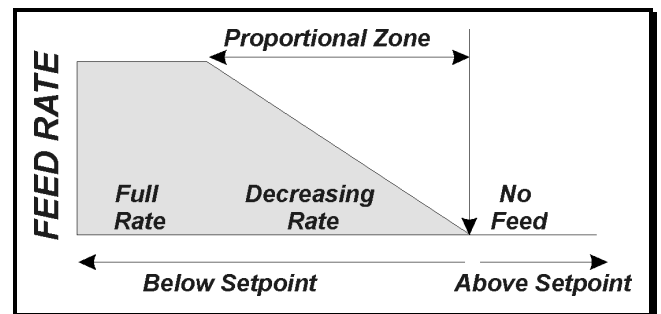 Proportional Zone
FEED RATE
Full
Rate
Decreasing
Rate
No
Feed
Below Setpoint
Above Setpoint